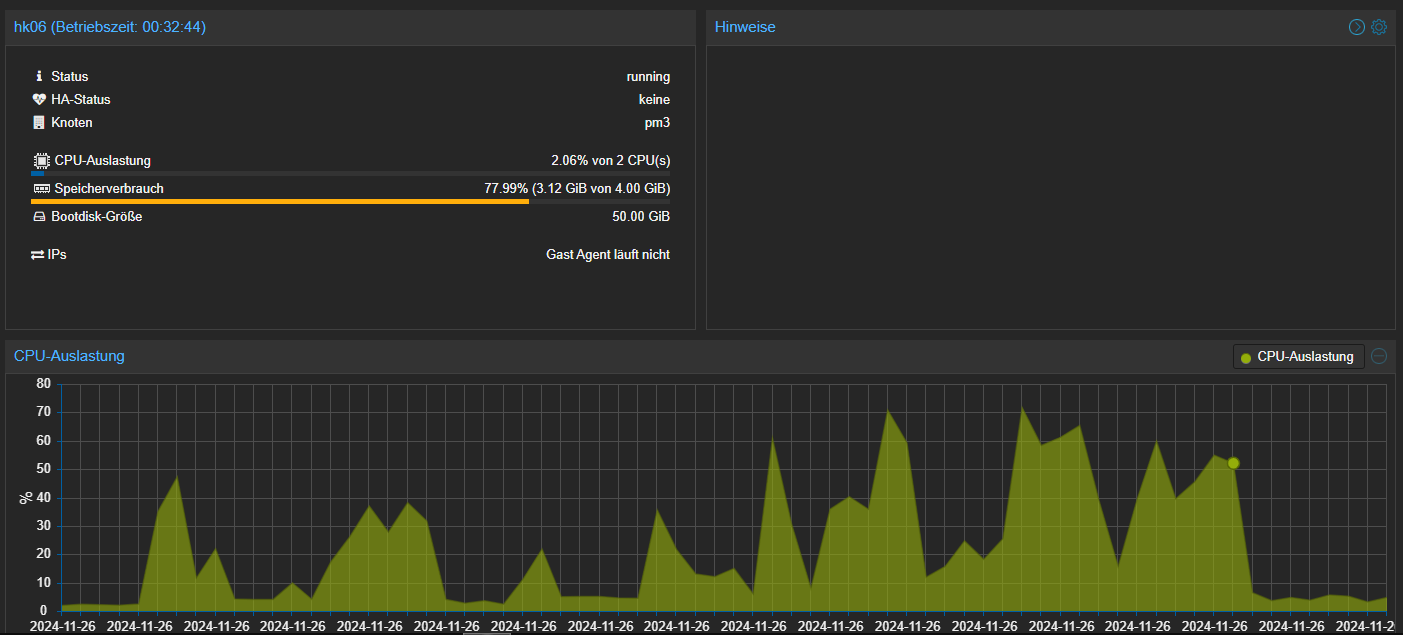 hk06 (Betriebszeit: 00:32:44)
Status running
HA-Status keine
Knoten pm3
CPU-Auslastung 2.06% von 2 CPU(s)
Speicherverbrauch 77.99% (3.12 GiB von 4.00 GiB)
Bootdisk-Größe 50.00 GiB
IPs Gast Agent läuft nicht
Hinweise
CPU-Auslastung
CPU-Auslastung
80
70
60
50
40
30
20
10
0
%
2024-11-26 2024-11-26 2024-11-26 2024-11-26 2024-11-26 2024-11-26 2024-11-26 2024-11-26 2024-11-26 2024-11-26 2024-11-26 2024-11-26 2024-11-26 2024-11-26 2024-11-26 2024-11-26 2024-11-26 2024-11-2